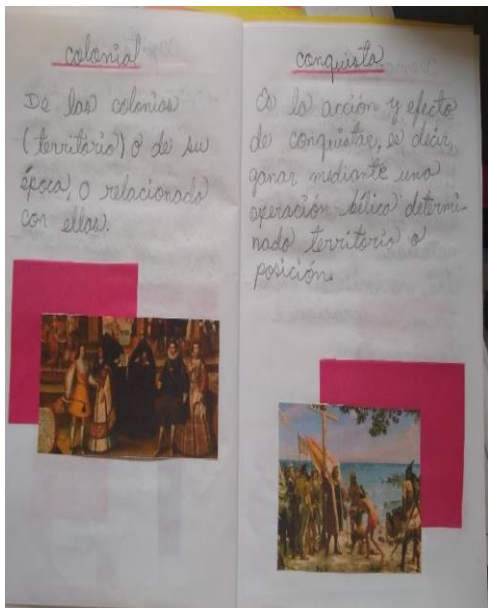 colonial
De las colonias
(territorio) o de su
época, o relacionado
con ellas.
conquista
Es la acción y efecto
de conquistar, es decir,
ganar mediante una
operación bélica determi-
nado territorio o
posición.